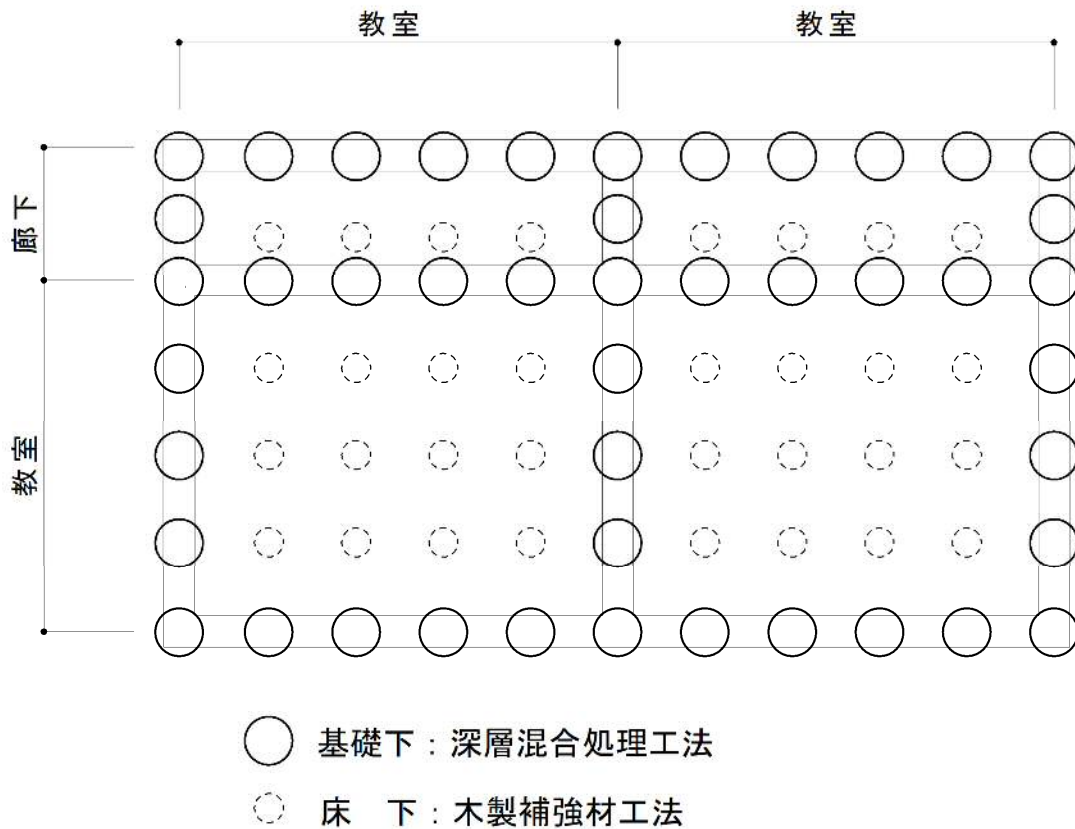 教室
教室
廊下
教室
基礎下：深層混合処理工法
床　下：木製補強材工法